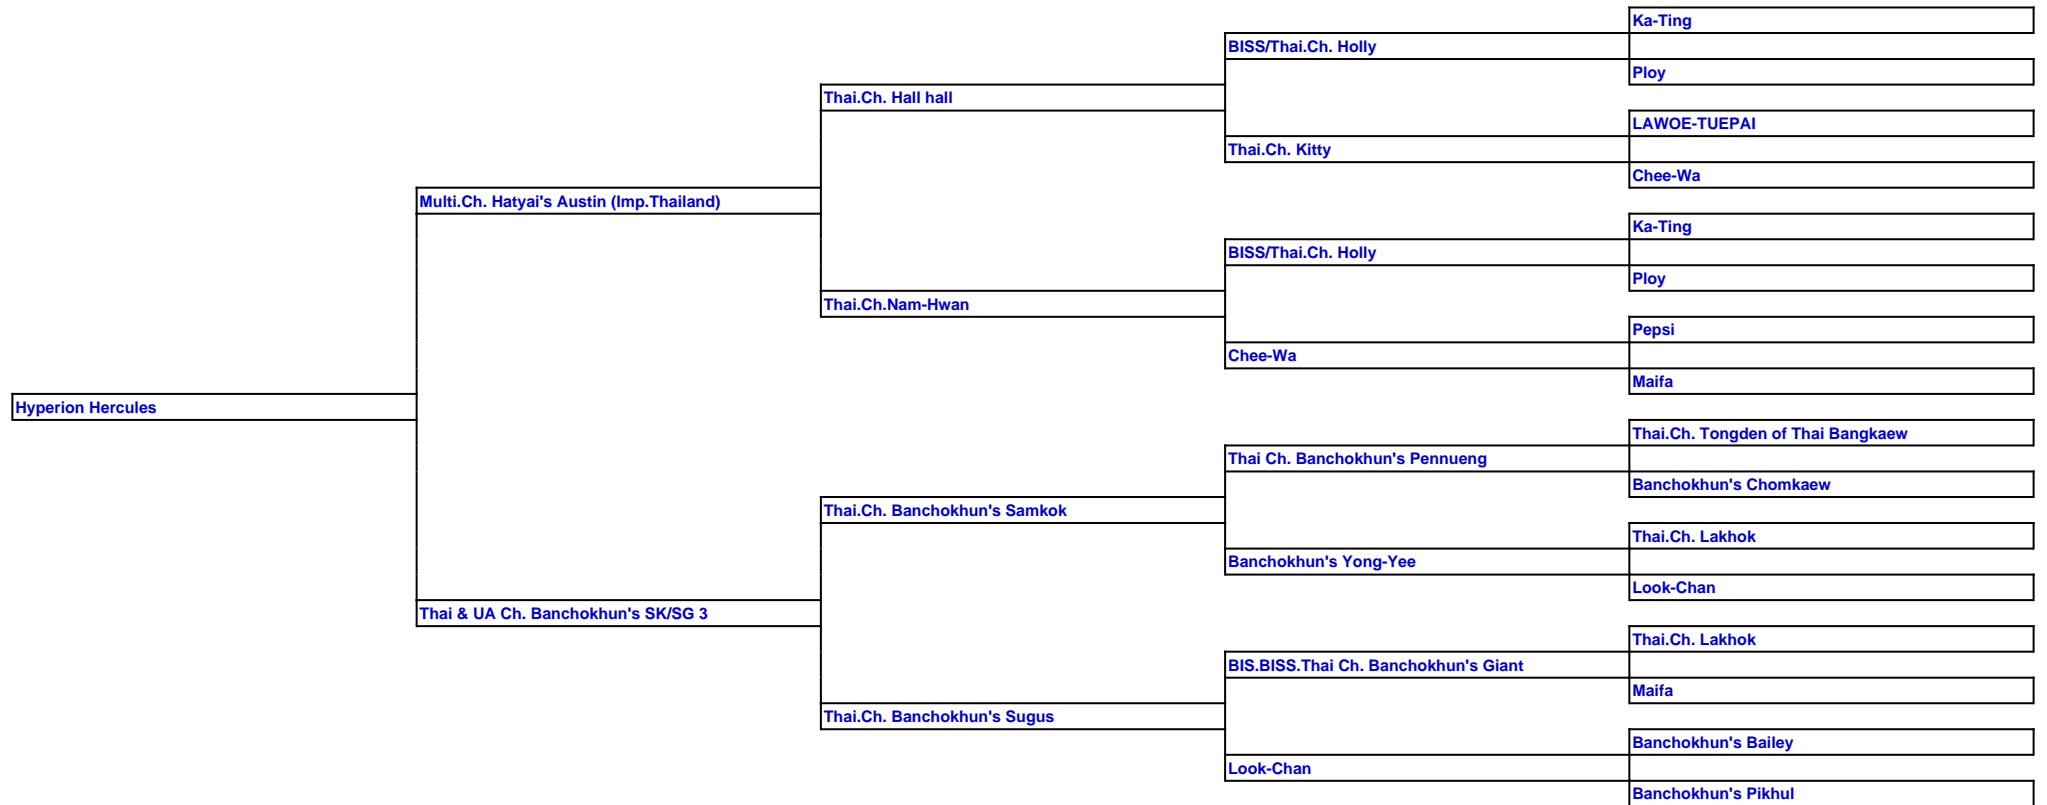 Ka-Ting
BISS/Thai.Ch. Holly
Ploy
Thai.Ch. Hall hall
LAWOE-TUEPAI
Thai.Ch. Kitty
Chee-Wa
Multi.Ch. Hatyai's Austin (Imp.Thailand)
Ka-Ting
BISS/Thai.Ch. Holly
Ploy
Thai.Ch.Nam-Hwan
Pepsi
Chee-Wa
Maifa
Hyperion Hercules
Thai.Ch. Tongden of Thai Bangkaew
Thai Ch. Banchokhun's Pennueng
Banchokhun's Chomkaew
Thai.Ch. Banchokhun's Samkok
Thai.Ch. Lakhok
Banchokhun's Yong-Yee
Look-Chan
Thai & UA Ch. Banchokhun's SK/SG 3
Thai.Ch. Lakhok
BIS.BISS.Thai Ch. Banchokhun's Giant
Maifa
Thai.Ch. Banchokhun's Sugus
Banchokhun's Bailey
Look-Chan
Banchokhun's Pikhul